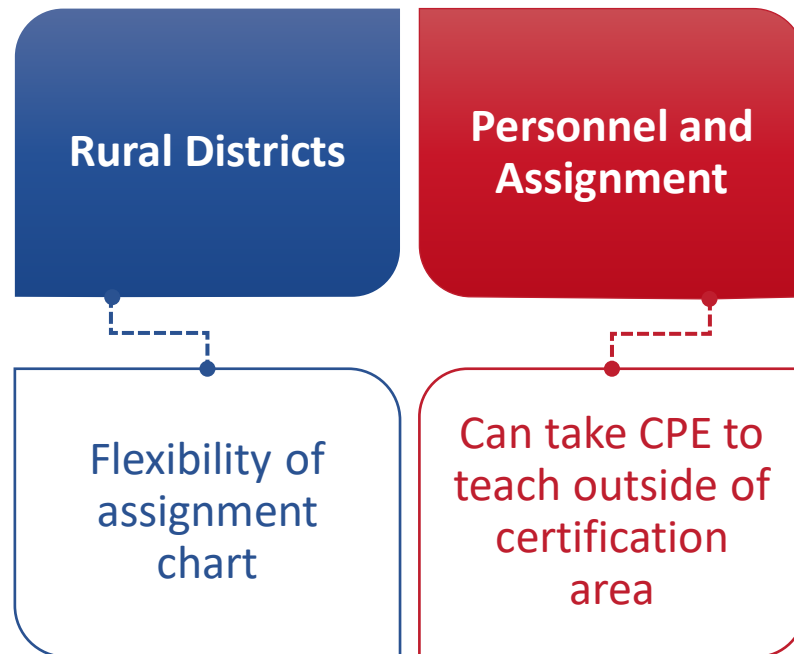 Rural Districts
Personnel and
Assignment
Flexibility of
assignment
chart
Can take CPE to
teach outside of
certification
area